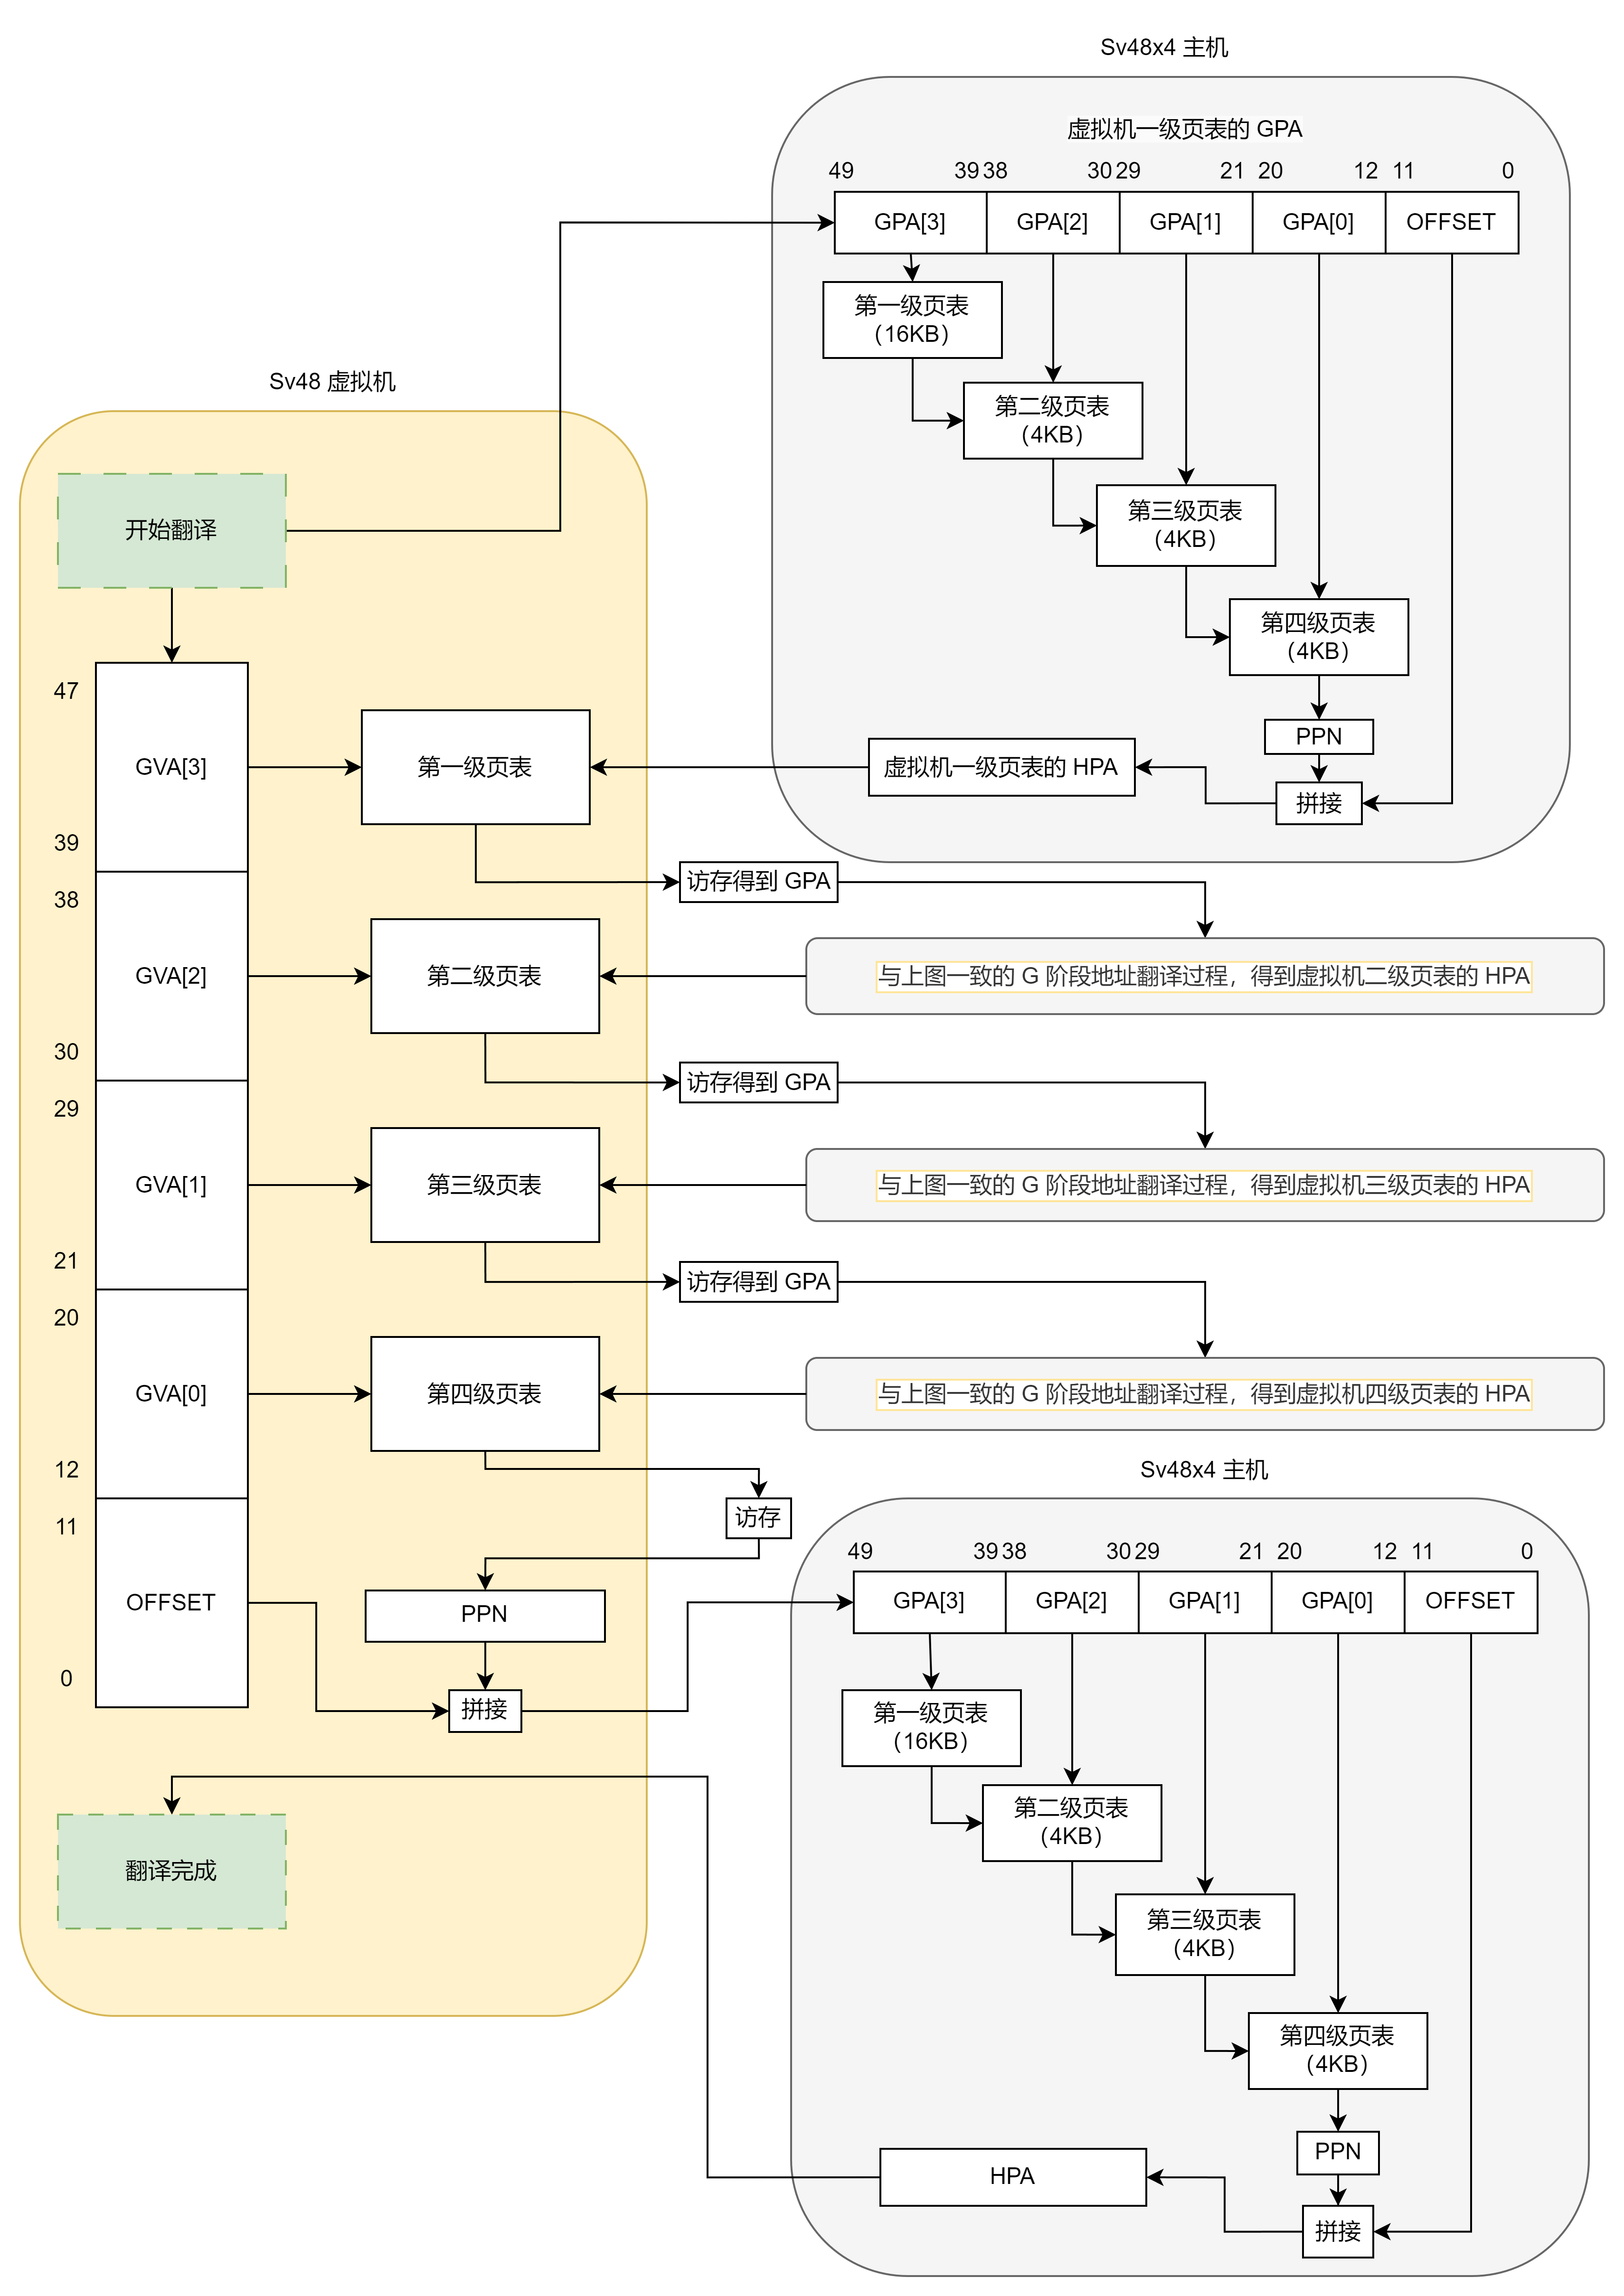 Sv48x4 主机
虚拟机一级页表的 GPA
49 39 38 30 29 21 20 12 11 0
GPA[3] GPA[2] GPA[1] GPA[0] OFFSET
第一级页表
（16KB）
第二级页表
（4KB）
第三级页表
（4KB）
第四级页表
（4KB）
PPN
拼接
虚拟机一级页表的 HPA
Sv48 虚拟机
开始翻译
47
GVA[3]
39
第一级页表
访存得到 GPA
38
GVA[2]
30
第二级页表
与上图一致的 G 阶段地址翻译过程，得到虚拟机二级页表的 HPA
访存得到 GPA
29
GVA[1]
21
第三级页表
与上图一致的 G 阶段地址翻译过程，得到虚拟机三级页表的 HPA
访存得到 GPA
20
GVA[0]
12
第四级页表
与上图一致的 G 阶段地址翻译过程，得到虚拟机四级页表的 HPA
访存
11
OFFSET
0
PPN
拼接
翻译完成
Sv48x4 主机
49 39 38 30 29 21 20 12 11 0
GPA[3] GPA[2] GPA[1] GPA[0] OFFSET
第一级页表
（16KB）
第二级页表
（4KB）
第三级页表
（4KB）
第四级页表
（4KB）
PPN
HPA
拼接